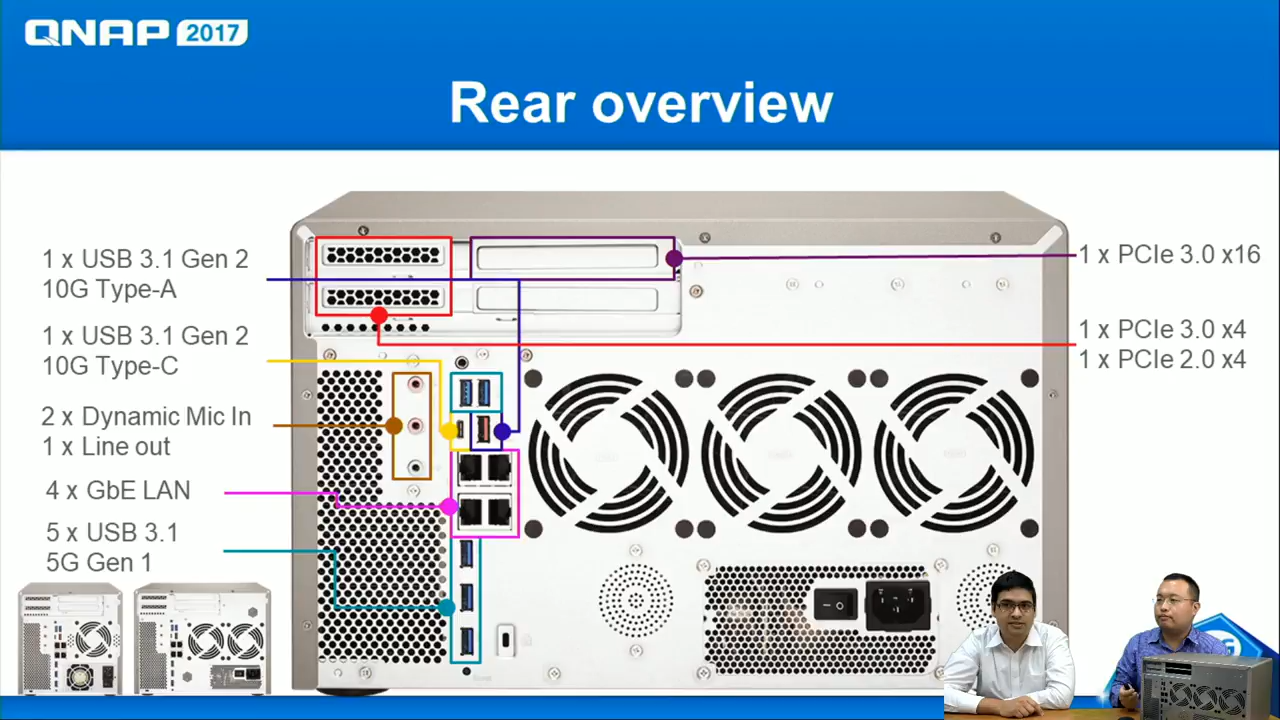 QNAP 2017
Rear overview
1 x USB 3.1 Gen 2
10G Type-A
1 x USB 3.1 Gen 2
10G Type-C
2 x Dynamic Mic In
1 x Line out
4 x GbE LAN
5 x USB 3.1
5G Gen 1
1 x PCIe 3.0 x16
1 x PCIe 3.0 x4
1 x PCIe 2.0 x4